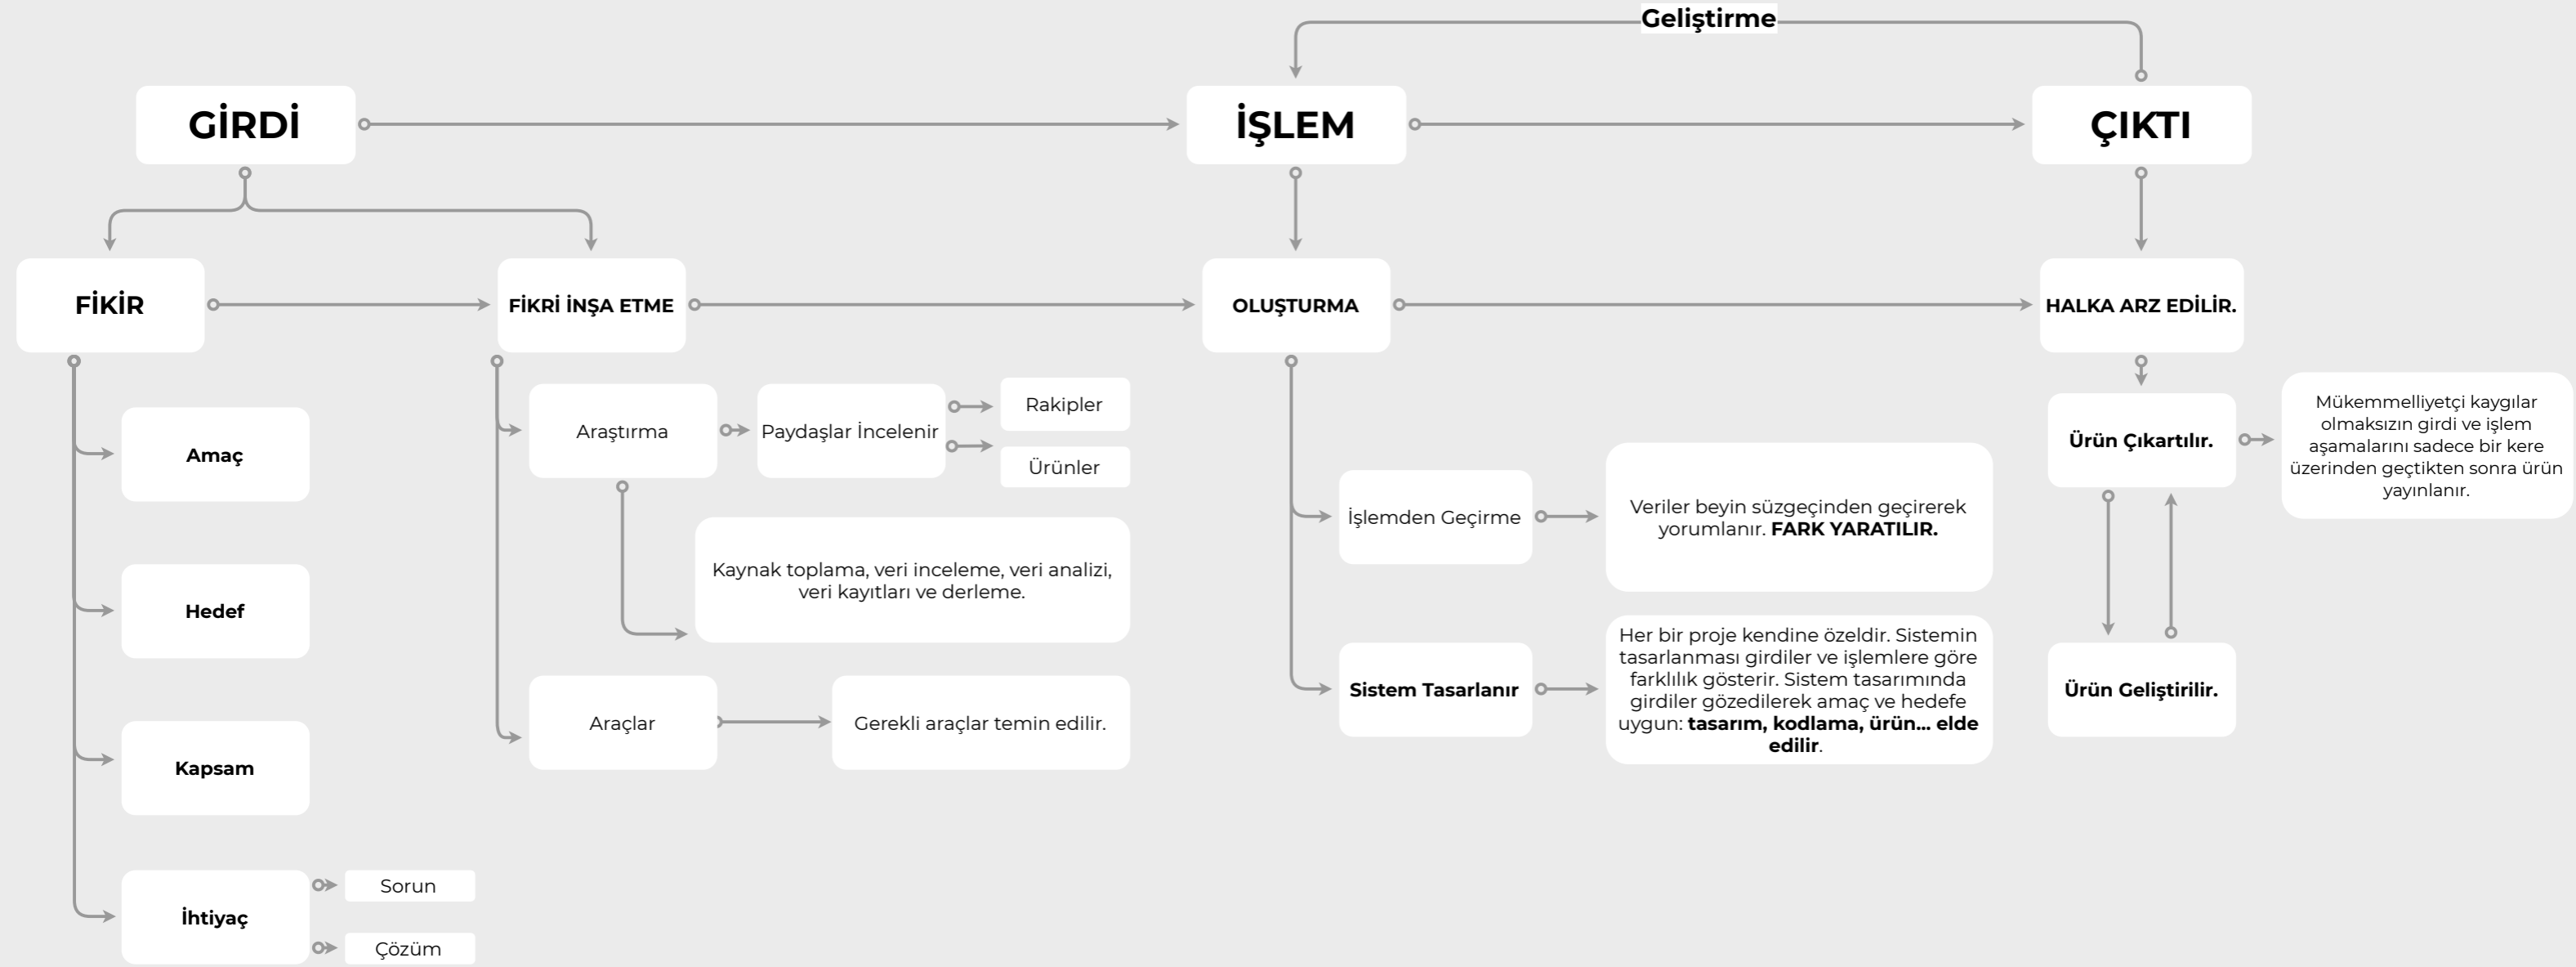 Geliştirme
GİRDİ
İŞLEM
ÇIKTI
FİKİR
FİKRİ İNŞA ETME
OLUŞTURMA
HALKA ARZ EDİLİR.
Amaç
Hedef
Kapsam
İhtiyaç
Sorun
Çözüm
Araştırma
Paydaşlar İncelenir
Rakipler
Ürünler
Kaynak toplama, veri inceleme, veri analizi,
veri kayıtları ve derleme.
Araçlar
Gerekli araçlar temin edilir.
İşlemden Geçirme
Veriler beyin süzgeçinden geçirerek
yorumlanır. FARK YARATILIR.
Sistem Tasarlanır
Her bir proje kendine özeldir. Sistemin
tasarlanması girdiler ve işlemlere göre
farklılık gösterir. Sistem tasarımında
girdiler gözedilerek amaç ve hedefe
uygun: tasarım, kodlama, ürün... elde
edilir.
Ürün Çıkartılır.
Mükemmelliyetçi kaygılar
olmaksızın girdi ve işlem
aşamalarını sadece bir kere
üzerinden geçtikten sonra ürün
yayınlanır.
Ürün Geliştirilir.